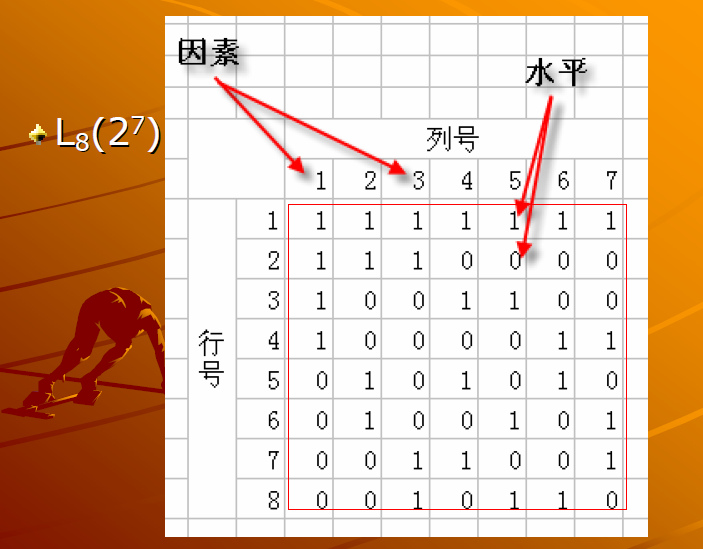 因素
水平
L8(2^7)
列号
1 2 3 4 5 6 7
行号
1 1 1 1 1 1 1 1
2 1 1 1 0 0 0 0
3 1 0 0 1 1 0 0
4 1 0 0 0 0 1 1
5 0 1 0 1 0 1 0
6 0 1 0 0 1 0 1
7 0 0 1 1 0 0 1
8 0 0 1 0 1 1 0